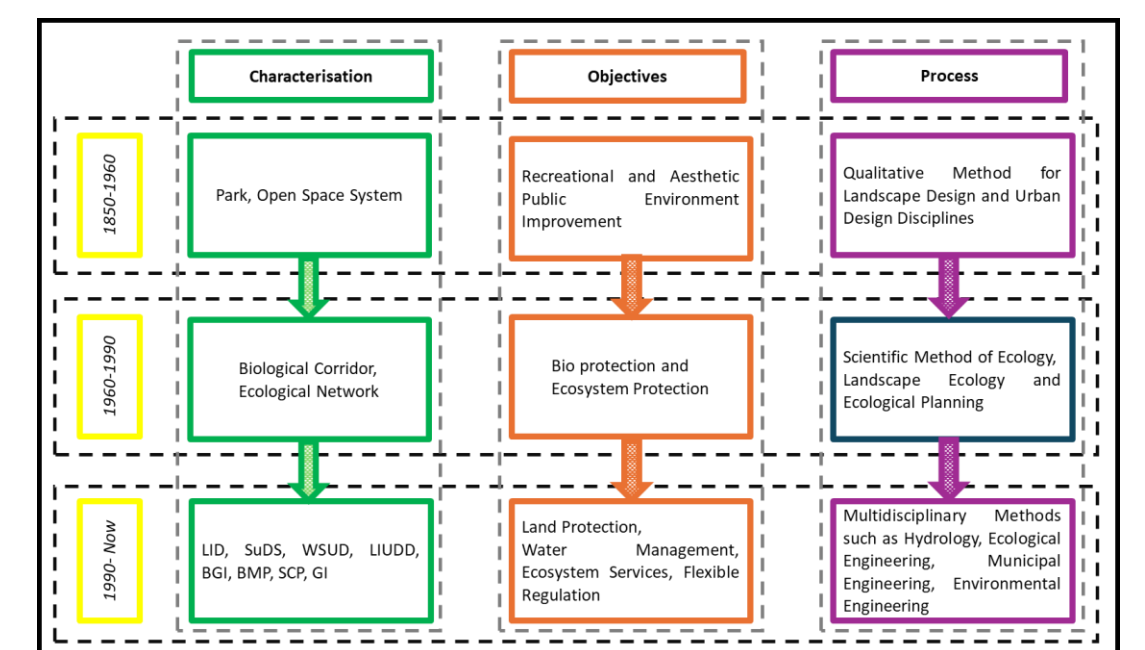 Characterisation
Objectives
Process
1850-1960
Park, Open Space System
Recreational and Aesthetic
Public Environment
Improvement
Qualitative Method for
Landscape Design and Urban
Design Disciplines
1960-1990
Biological Corridor,
Ecological Network
Bio protection and
Ecosystem Protection
Scientific Method of Ecology,
Landscape Ecology and
Ecological Planning
1990- Now
LID, SuDS, WSUD, LIUDD,
BGI, BMP, SCP, GI
Land Protection,
Water Management,
Ecosystem Services, Flexible
Regulation
Multidisciplinary Methods
such as Hydrology, Ecological
Engineering, Municipal
Engineering, Environmental
Engineering